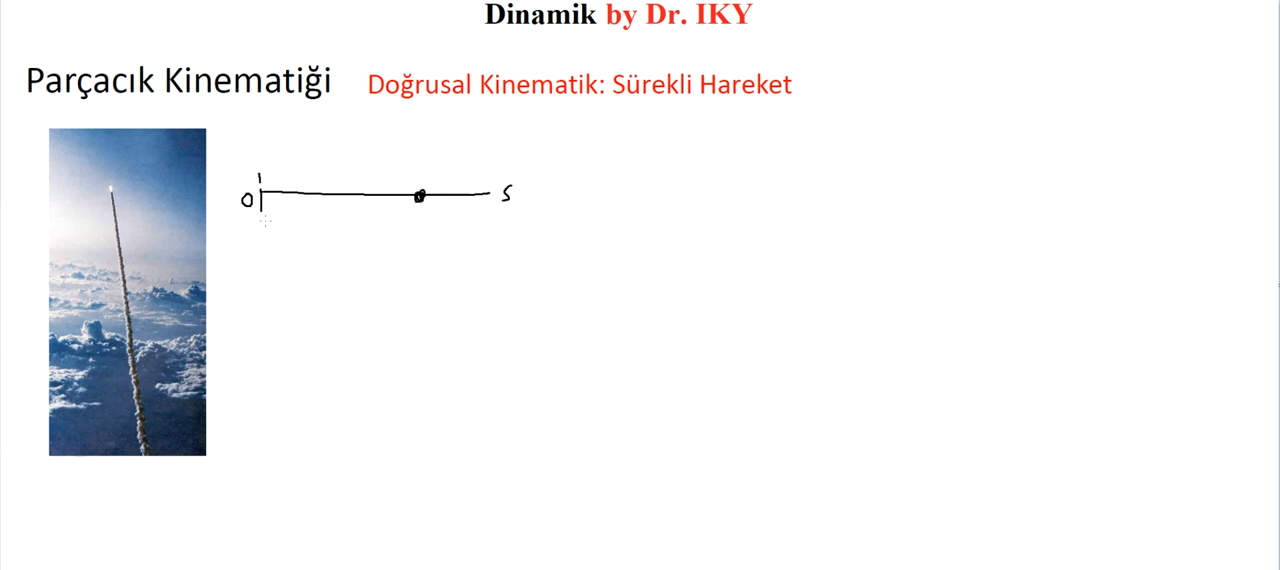 Dinamik by Dr. IKY
Parçacık Kinematiği Doğrusal Kinematik: Sürekli Hareket
O S